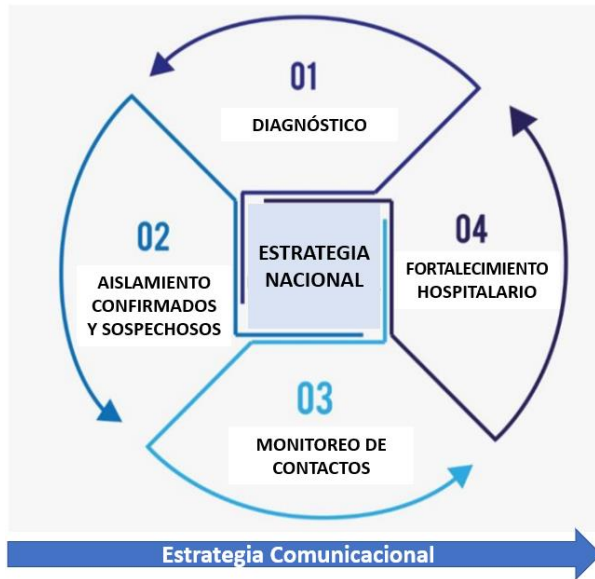 01
DIAGNÓSTICO
02
AISLAMIENTO
CONFIRMADOS
Y SOSPECHOSOS
ESTRATEGIA
NACIONAL
04
FORTALECIMIENTO
HOSPITALARIO
03
MONITOREO DE
CONTACTOS
Estrategia Comunicacional